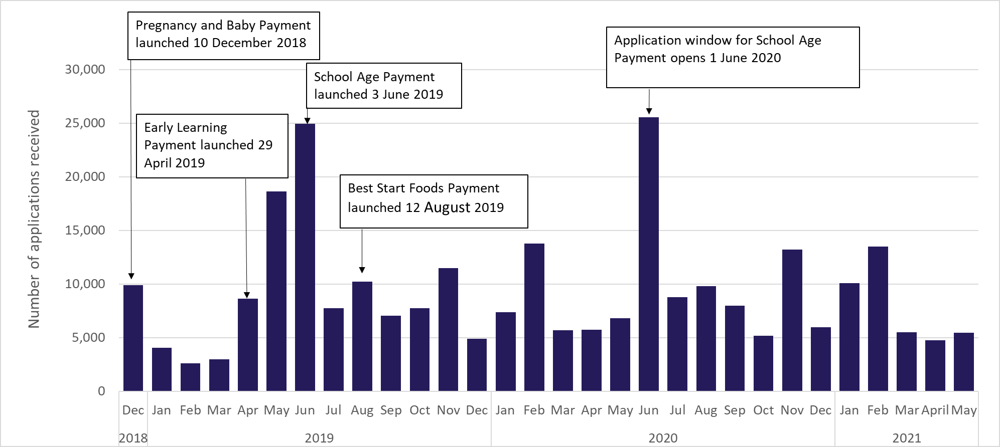 Pregnancy and Baby Payment
launched 10 December 2018
Application window for School Age
Payment opens 1 June 2020
School Age Payment
launched 3 June 2019
Early Learning
Payment launched 29
April 2019
Best Start Foods Payment
launched 12 August 2019
Number of applications received
30,000
25,000
20,000
15,000
10,000
5,000
0
Dec Jan Feb Mar Apr May Jun Jul Aug Sep Oct Nov Dec Jan Feb Mar Apr May Jun Jul Aug Sep Oct Nov Dec Jan Feb Mar April May
2018 2019 2020 2021